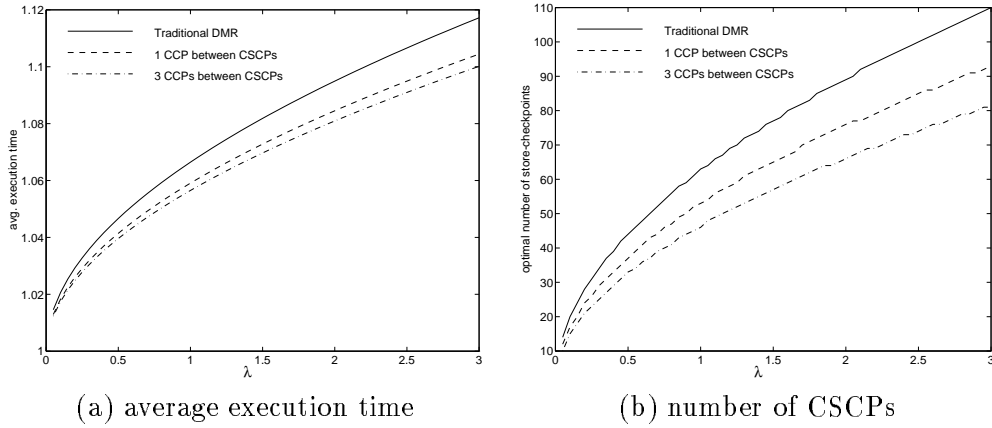 1.12
1.1
1.08
1.06
1.04
1.02
1
avg. execution time
Traditional DMR
1 CCP between CSCPs
3 CCPs between CSCPs
0 0.5 1 1.5 2 2.5 3
λ
(a) average execution time
110
100
90
80
70
60
50
40
30
20
10
optimal number of store-checkpoints
Traditional DMR
1 CCP between CSCPs
3 CCPs between CSCPs
0 0.5 1 1.5 2 2.5 3
λ
(b) number of CSCPs